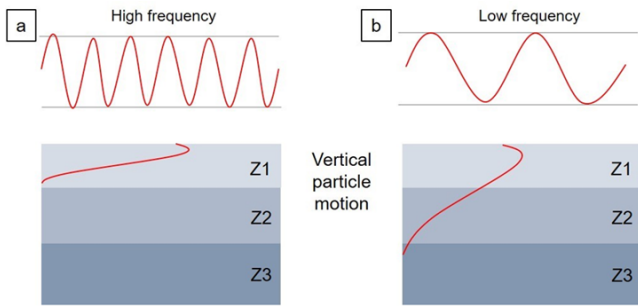 a
High frequency
b
Low frequency
Z1
Z2
Z3
Vertical
particle
motion
Z1
Z2
Z3